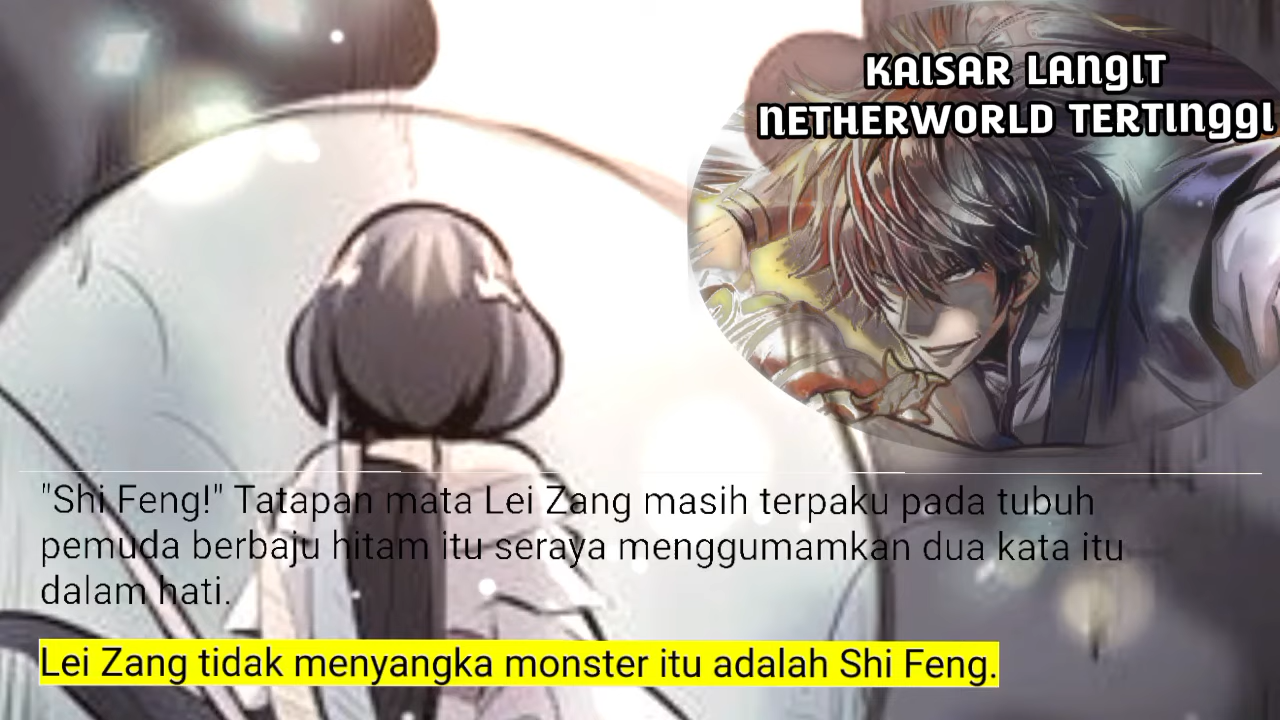 KAISAR LANGIT
NETHERWORLD TERTINGGI
"Shi Feng!" Tatapan mata Lei Zang masih terpaku pada tubuh
pemuda berbaju hitam itu seraya menggumamkan dua kata itu
dalam hati.
Lei Zang tidak menyangka monster itu adalah Shi Feng.